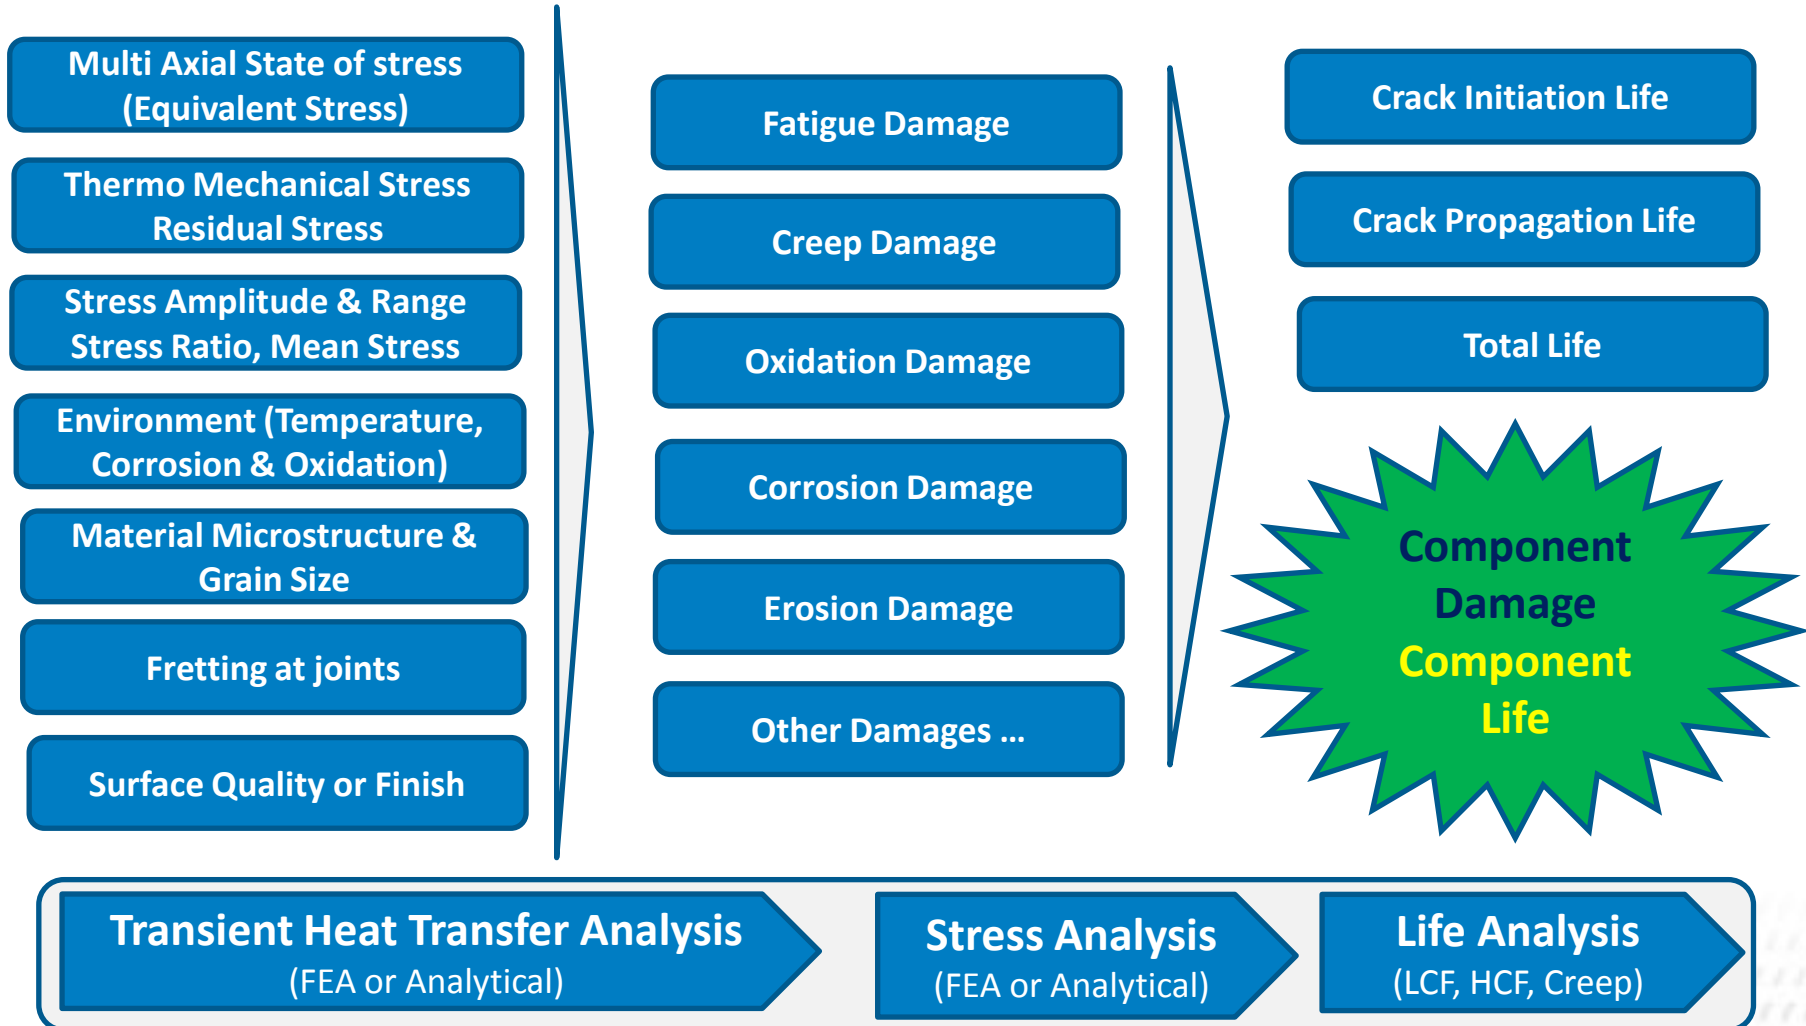 Multi Axial State of stress
(Equivalent Stress)
Thermo Mechanical Stress
Residual Stress
Stress Amplitude & Range
Stress Ratio, Mean Stress
Environment (Temperature,
Corrosion & Oxidation)
Material Microstructure &
Grain Size
Fretting at joints
Surface Quality or Finish
Fatigue Damage
Creep Damage
Oxidation Damage
Corrosion Damage
Erosion Damage
Other Damages ...
Crack Initiation Life
Crack Propagation Life
Total Life
Component
Damage
Component
Life
Transient Heat Transfer Analysis
(FEA or Analytical)
Stress Analysis
(FEA or Analytical)
Life Analysis
(LCF, HCF, Creep)